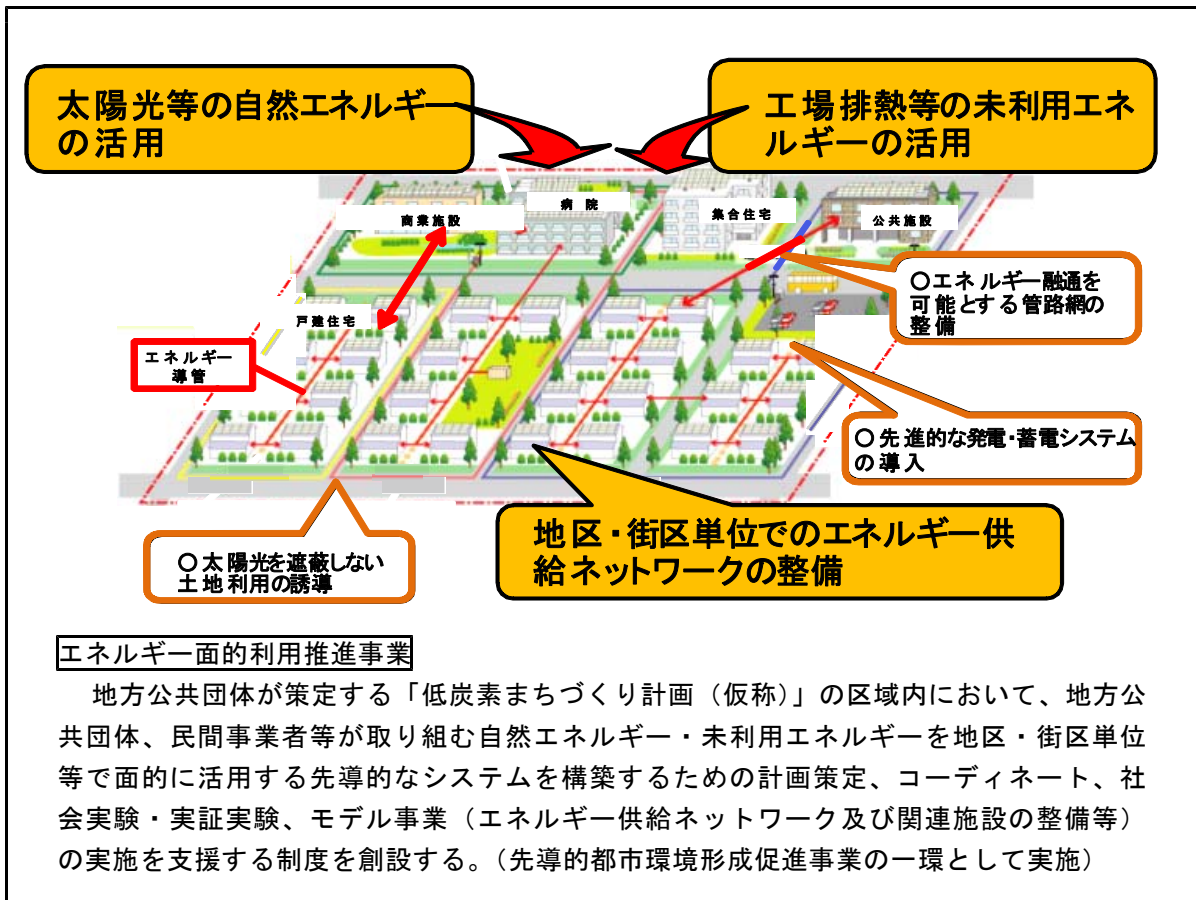 太陽光等の自然エネルギー
の活用
工場排熱等の未利用エネ
ルギーの活用
商業施設
病院
集合住宅
公共施設
戸建住宅
エネルギー
導管
○エネルギー融通を
可能とする管路網の
整備
○先進的な発電・蓄電システム
の導入
○太陽光を遮蔽しない
土地利用の誘導
地区・街区単位でのエネルギー供
給ネットワークの整備
エネルギー面的利用推進事業
地方公共団体が策定する「低炭素まちづくり計画（仮称）」の区域内において、地方公
共団体、民間事業者等が取り組む自然エネルギー・未利用エネルギーを地区・街区単位
等で面的に活用する先導的なシステムを構築するための計画策定、コーディネート、社
会実験・実証実験、モデル事業（エネルギー供給ネットワーク及び関連施設の整備等）
の実施を支援する制度を創設する。（先導的都市環境形成促進事業の一環として実施）